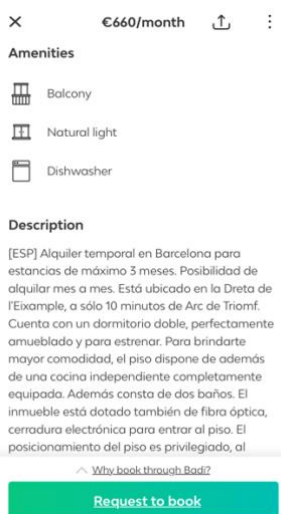 €660/month
Amenities
Balcony
Natural light
Dishwasher
Description
[ESP] Alquiler temporal en Barcelona para
estancias de máximo 3 meses. Posibilidad de
alquilar mes a mes. Está ubicado en la Dreta de
l'Eixample, a sólo 10 minutos de Arc de Triomf.
Cuenta con un dormitorio doble, perfectamente
amueblado y para estrenar. Para brindarte
mayor comodidad, el piso dispone de además
de una cocina independiente completamente
equipada. Además consta de dos baños. El
inmueble está dotado también de fibra óptica,
cerradura electrónica para entrar al piso. El
posicionamiento del piso es privilegiado, al
Why book through Badi?
Request to book